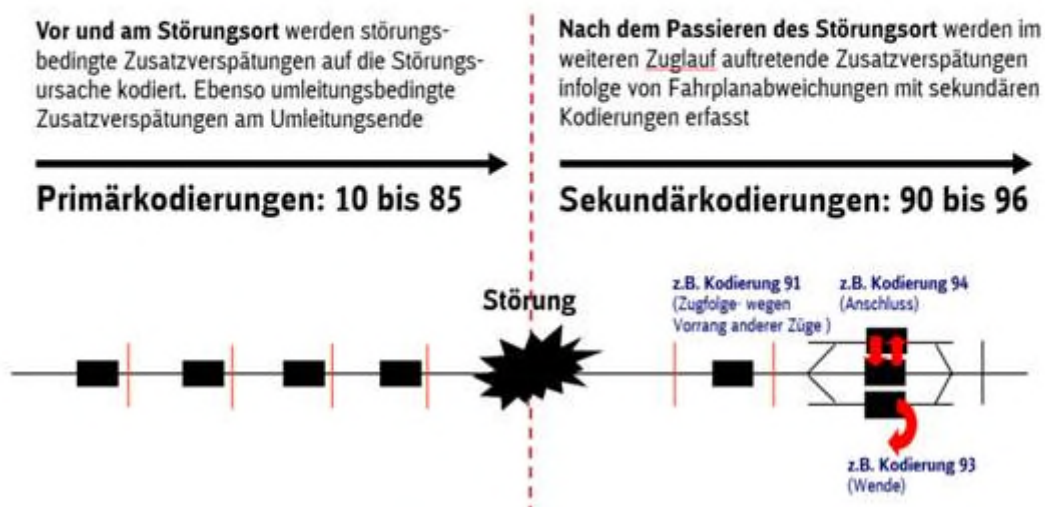 Vor und am Störungsort werden störungs-
bedingte Zusatzverspätungen auf die Störungs-
ursache kodiert. Ebenso umleitungsbedingte
Zusatzverspätungen am Umleitungsende
Primärkodierungen: 10 bis 85
Nach dem Passieren des Störungsort werden im
weiteren Zuglauf auftretende Zusatzverspätungen
infolge von Fahrplanabweichungen mit sekundären
Kodierungen erfasst
Sekundärkodierungen: 90 bis 96
Störung
z.B. Kodierung 91
(Zugfolge- wegen
Vorrang anderer Züge )
z.B. Kodierung 94
(Anschluss)
z.B. Kodierung 93
(Wende)